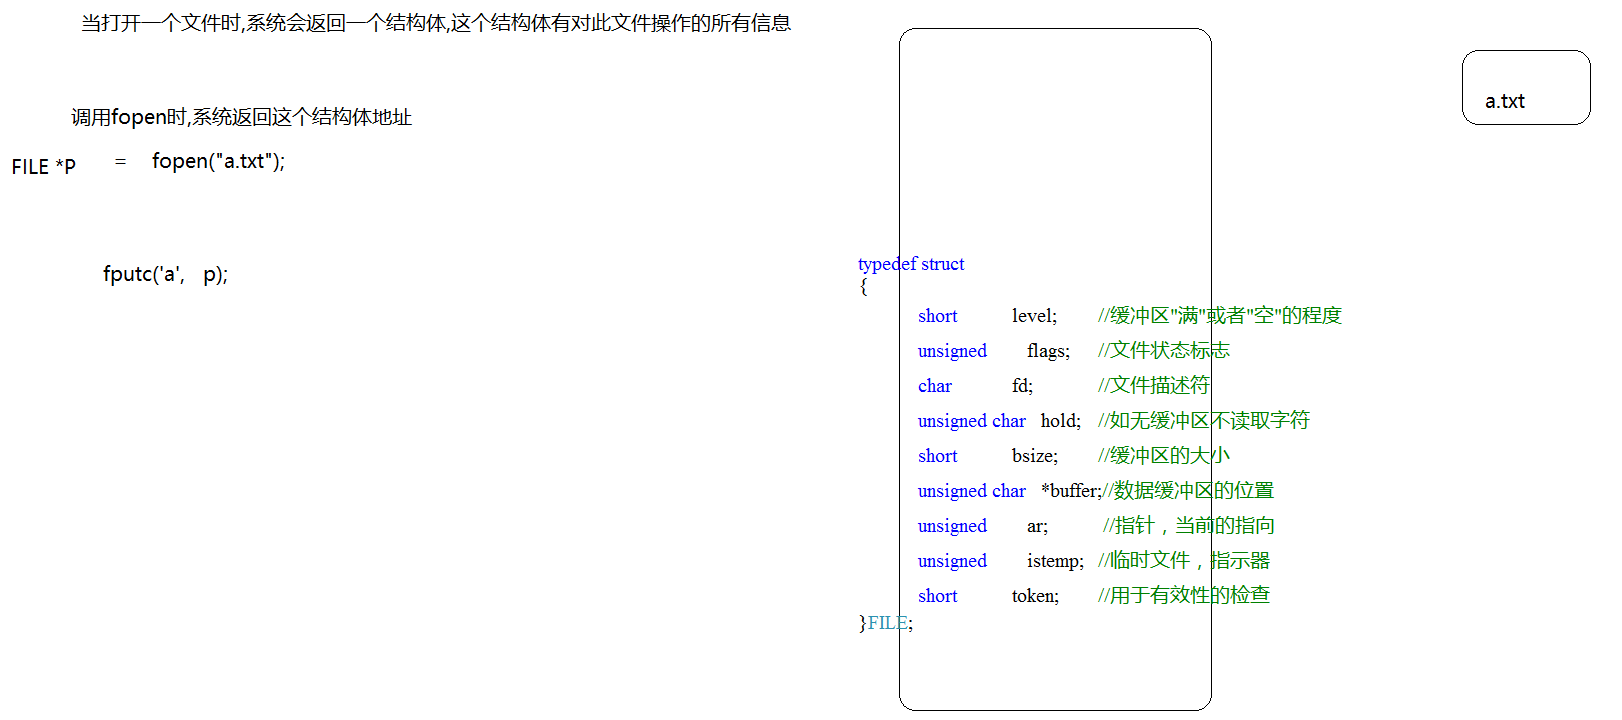 当打开一个文件时,系统会返回一个结构体,这个结构体有对此文件操作的所有信息
a.txt
调用fopen时,系统返回这个结构体地址
FILE *P = fopen("a.txt");
fputc('a', p);
typedef struct
{
short level; //缓冲区"满"或者"空"的程度
unsigned flags; //文件状态标志
char fd; //文件描述符
unsigned char hold; //如无缓冲区不读取字符
short bsize; //缓冲区的大小
unsigned char *buffer;//数据缓冲区的位置
unsigned ar; //指针，当前的指向
unsigned istemp; //临时文件，指示器
short token; //用于有效性的检查
}FILE;